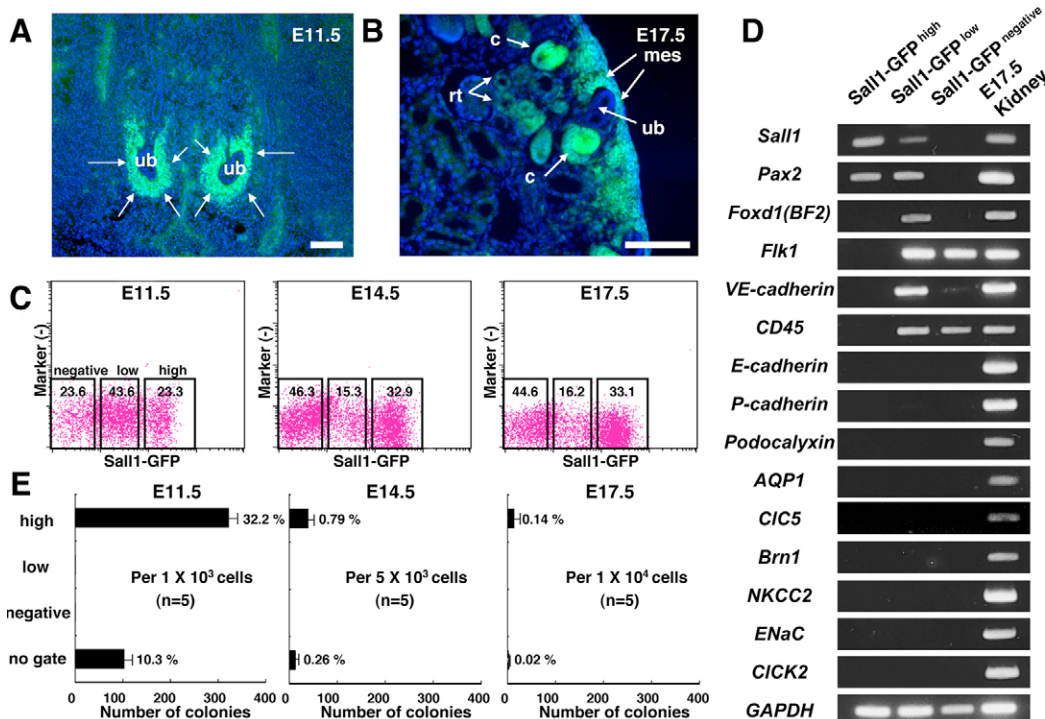 A
E11.5
ub
ub
B
E17.5
c
mes
rt
ub
c
C
E11.5
E14.5
E17.5
Marker (-)
negative low high
23.6 43.6 23.3
Sall1-GFP
Marker (-)
46.3 15.3 32.9
Sall1-GFP
Marker (-)
44.6 16.2 33.1
Sall1-GFP
D
Sall1-GFP high
Sall1-GFP low
Sall1-GFP negative
E17.5
Kidney
Sall1
Pax2
Foxd1(BF2)
Flk1
VE-cadherin
CD45
E-cadherin
P-cadherin
Podocalyxin
AQP1
ClC5
Brn1
NKCC2
ENaC
ClCK2
GAPDH
E
E11.5
E14.5
E17.5
high
low
negative
no gate
32.2 %
Per 1 X 10³ cells
(n=5)
10.3 %
0 100 200 300 400
Number of colonies
0.79 %
Per 5 X 10³ cells
(n=5)
0.26 %
0 100 200 300 400
Number of colonies
0.14 %
Per 1 X 10⁴ cells
(n=5)
0.02 %
0 100 200 300 400
Number of colonies